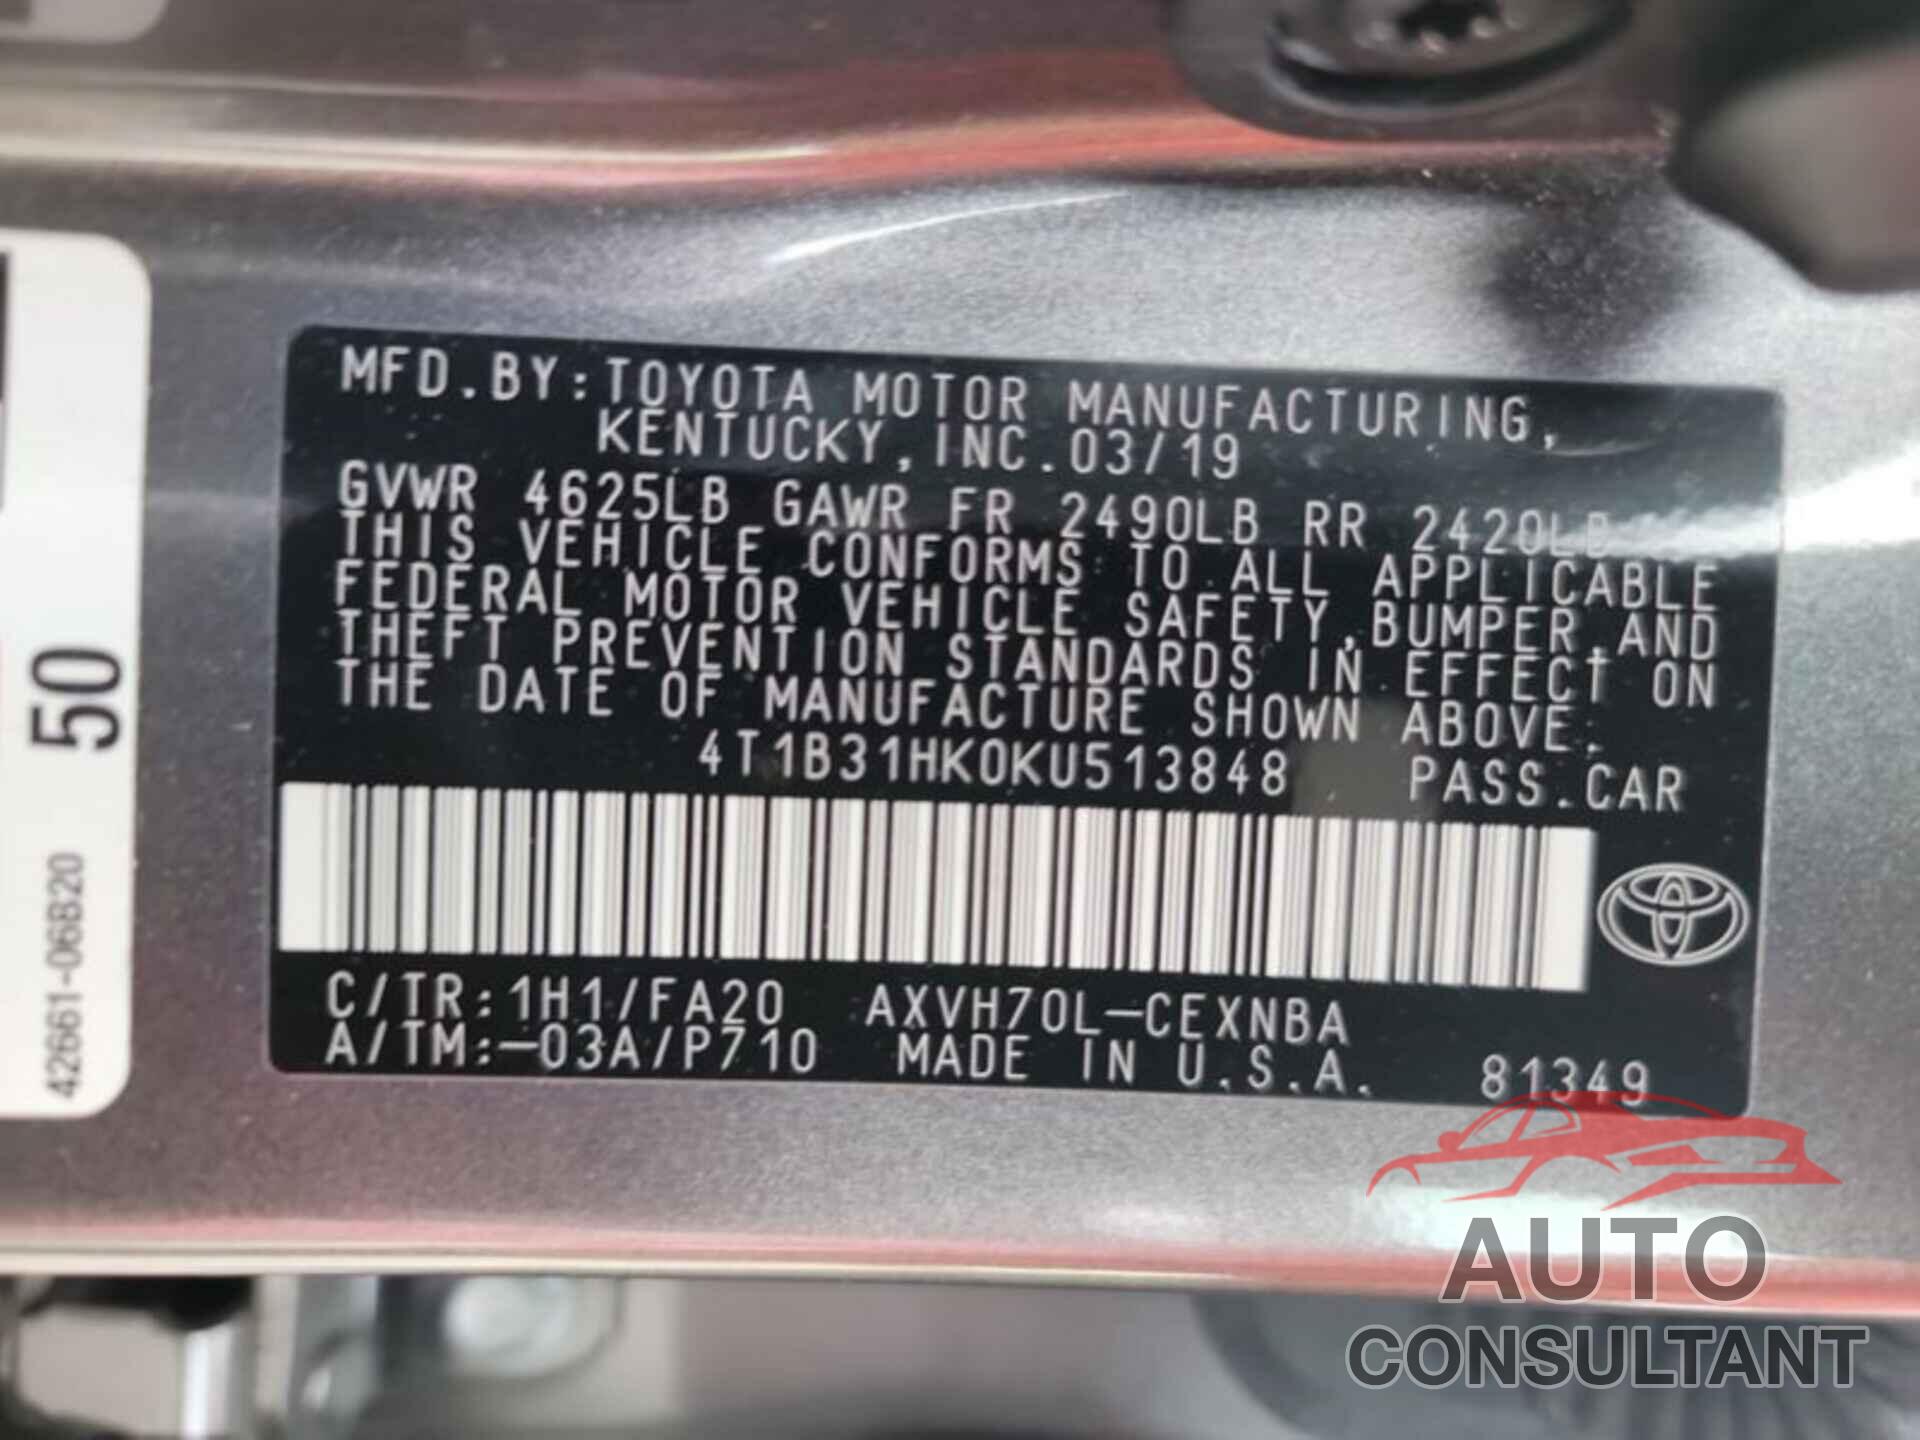 MFD.BY:TOYOTA MOTOR MANUFACTURING,
KENTUCKY,INC.03/19
GVWR 4625LB GAWR FR 2490LB RR 2420LB
THIS VEHICLE CONFORMS TO ALL APPLICABLE
FEDERAL MOTOR VEHICLE SAFETY,BUMPER,AND
THEFT PREVENTION STANDARDS IN EFFECT ON
THE DATE OF MANUFACTURE SHOWN ABOVE.
4T1B31HK0KU513848 PASS.CAR
C/TR:1H1/FA20 AXVH70L-CEXNBA
A/TM:-03A/P710 MADE IN U.S.A. 81349
50
42661-06B20
AUTO
CONSULTANT